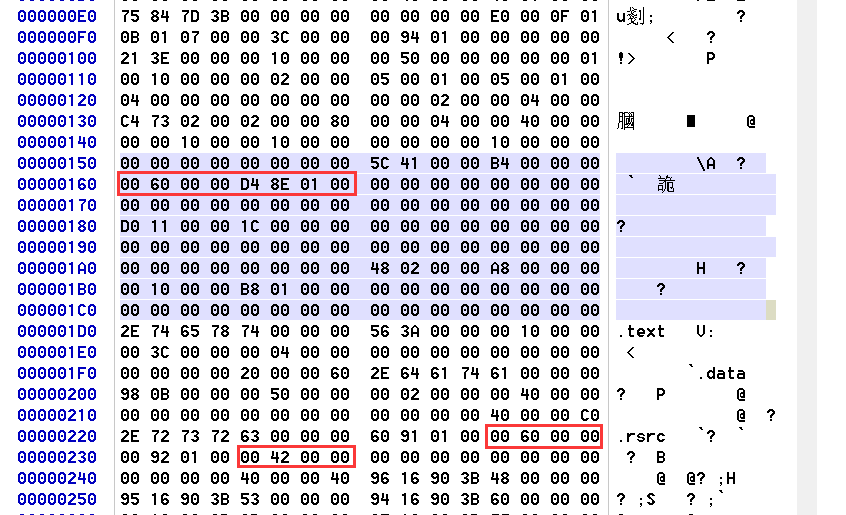 000000E0 75 84 7D 3B 00 00 00 00 00 00 00 00 E0 00 0F 01 u剗; ?
000000F0 0B 01 07 00 00 3C 00 00 00 94 01 00 00 00 00 00 < ?
00000100 21 3E 00 00 00 10 00 00 00 50 00 00 00 00 00 01 !> P
00000110 00 10 00 00 00 02 00 00 05 00 01 00 05 00 01 00
00000120 04 00 00 00 00 00 00 00 00 00 02 00 00 04 00 00
00000130 C4 73 02 00 02 00 00 80 00 00 04 00 00 40 00 00 @
00000140 00 00 10 00 00 10 00 00 00 00 00 00 10 00 00 00
00000150 00 00 00 00 00 00 00 00 5C 41 00 00 B4 00 00 00 \A ?
00000160 00 60 00 00 D4 8E 01 00 00 00 00 00 00 00 00 00 ` 詭
00000170 00 00 00 00 00 00 00 00 00 00 00 00 00 00 00 00
00000180 D0 11 00 00 1C 00 00 00 00 00 00 00 00 00 00 00 ?
00000190 00 00 00 00 00 00 00 00 00 00 00 00 00 00 00 00
000001A0 00 00 00 00 00 00 00 00 48 02 00 00 A8 00 00 00 H ?
000001B0 00 10 00 00 B8 01 00 00 00 00 00 00 00 00 00 00 ?
000001C0 00 00 00 00 00 00 00 00 00 00 00 00 00 00 00 00
000001D0 2E 74 65 78 74 00 00 00 56 3A 00 00 00 10 00 00 .text V:
000001E0 00 3C 00 00 00 04 00 00 00 00 00 00 00 00 00 00 <
000001F0 00 00 00 00 20 00 00 60 2E 64 61 74 61 00 00 00 `.data
00000200 98 0B 00 00 00 50 00 00 00 02 00 00 00 40 00 00 ? P @
00000210 00 00 00 00 00 00 00 00 00 00 00 00 40 00 00 C0 @ ?
00000220 2E 72 73 72 63 00 00 00 60 91 01 00 00 60 00 00 .rsrc `? `
00000230 00 92 01 00 00 42 00 00 00 00 00 00 00 00 00 00 ? B
00000240 00 00 00 00 40 00 00 40 96 16 90 3B 48 00 00 00 @ @? ;H
00000250 95 16 90 3B 53 00 00 00 94 16 90 3B 60 00 00 00 ? ;S ? ;`